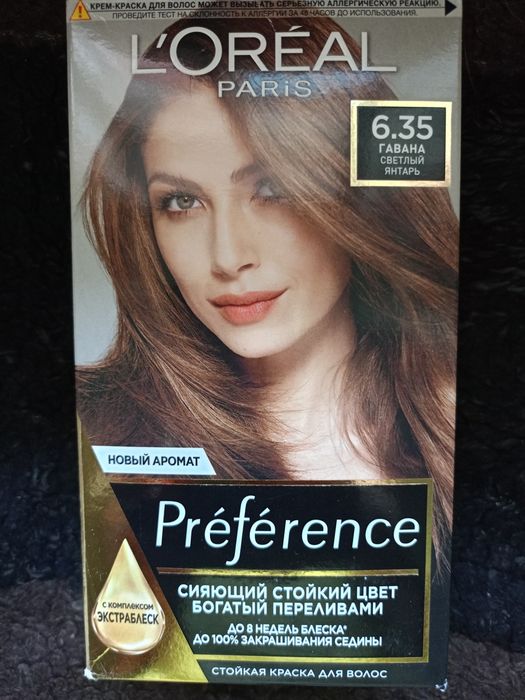 КРЕМ-КРАСКА ДЛЯ ВОЛОС МОЖЕТ ВЫЗЫВАТЬ СЕРЬЕЗНУЮ АЛЛЕРГИЧЕСКУЮ РЕАКЦИЮ.
ПРОВЕДИТЕ ТЕСТ НА СКЛОННОСТЬ К АЛЛЕРГИИ ЗА 48 ЧАСОВ ДО ИСПОЛЬЗОВАНИЯ.
L'ORÉAL
PARiS
6.35
ГАВАНА
СВЕТЛЫЙ
ЯНТАРЬ
НОВЫЙ АРОМАТ
Préférence
СИЯЮЩИЙ СТОЙКИЙ ЦВЕТ
БОГАТЫЙ ПЕРЕЛИВАМИ
ДО 8 НЕДЕЛЬ БЛЕСКА*
ДО 100% ЗАКРАШИВАНИЯ СЕДИНЫ
С КОМПЛЕКСОМ
ЭКСТРАБЛЕСК
СТОЙКАЯ КРАСКА ДЛЯ ВОЛОС